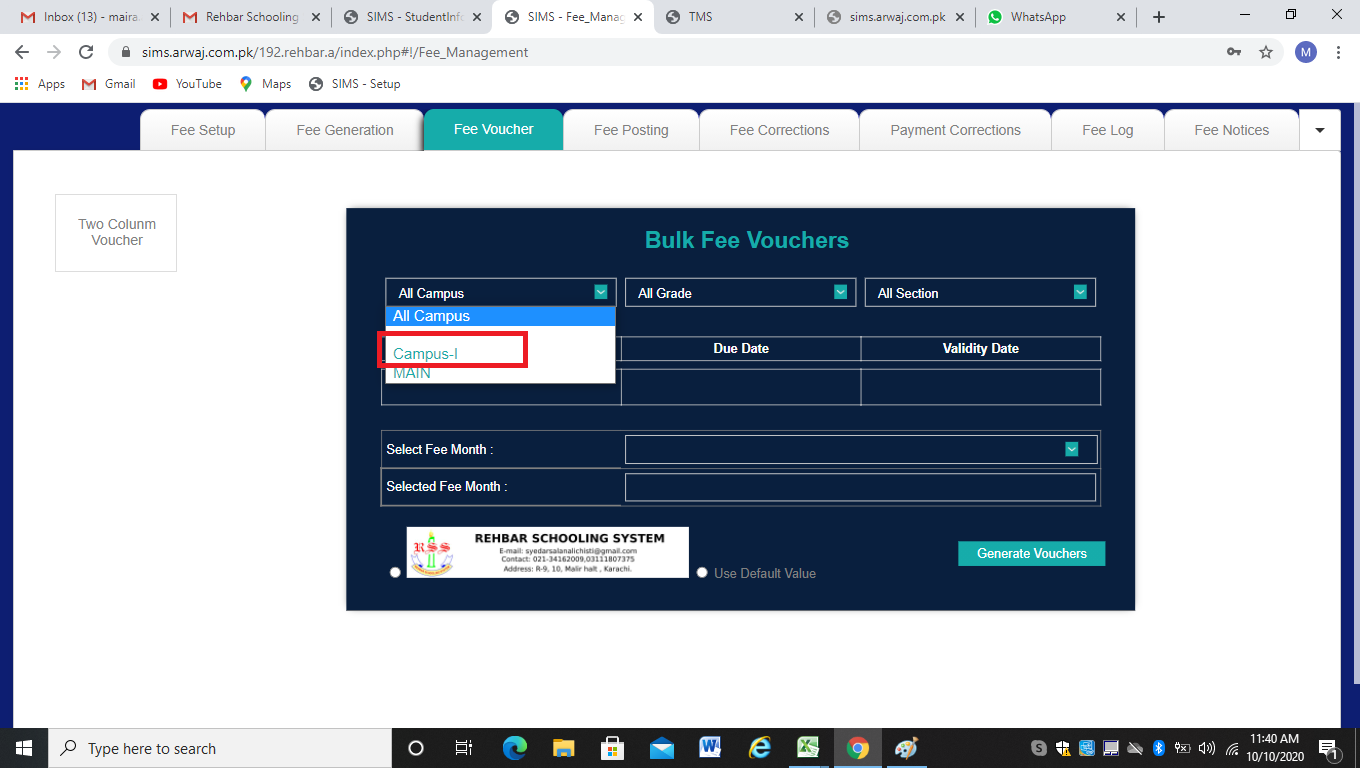 Inbox (13) - maira
Rehbar Schooling
SIMS - StudentInfo
SIMS - Fee_Manag
TMS
sims.arwaj.com.pk
WhatsApp
sims.arwaj.com.pk/192.rehbar.a/index.php#!/Fee_Management
M
Apps
Gmail
YouTube
Maps
SIMS - Setup
Fee Setup
Fee Generation
Fee Voucher
Fee Posting
Fee Corrections
Payment Corrections
Fee Log
Fee Notices
Two Colunm
Voucher
Bulk Fee Vouchers
All Campus
All Grade
All Section
All Campus
Campus-I
MAIN
Due Date
Validity Date
Select Fee Month :
Selected Fee Month :
RSS
REHBAR SCHOOLING SYSTEM
E-mail: syedarsalanalichisti@gmail.com
Contact: 021-34162009,03111807375
Address: R-9, 10, Malir halt , Karachi.
Use Default Value
Generate Vouchers
Type here to search
11:40 AM
10/10/2020
1